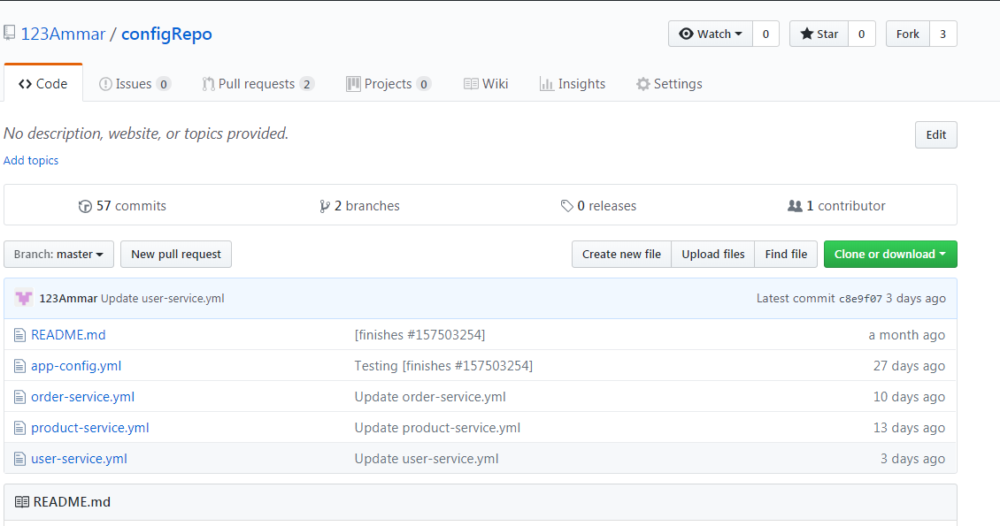 123Ammar / configRepo
Watch 0 Star 0 Fork 3
Code Issues 0 Pull requests 2 Projects 0 Wiki Insights Settings
No description, website, or topics provided.
Edit
Add topics
57 commits 2 branches 0 releases 1 contributor
Branch: master New pull request Create new file Upload files Find file Clone or download
123Ammar Update user-service.yml Latest commit c8e9f07 3 days ago
README.md [finishes #157503254] a month ago
app-config.yml Testing [finishes #157503254] 27 days ago
order-service.yml Update order-service.yml 10 days ago
product-service.yml Update product-service.yml 13 days ago
user-service.yml Update user-service.yml 3 days ago
README.md